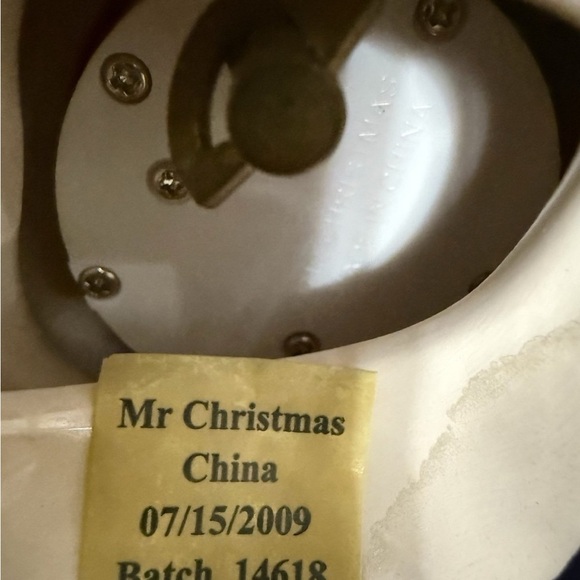 Mr Christmas
China
07/15/2009
Batch 14618